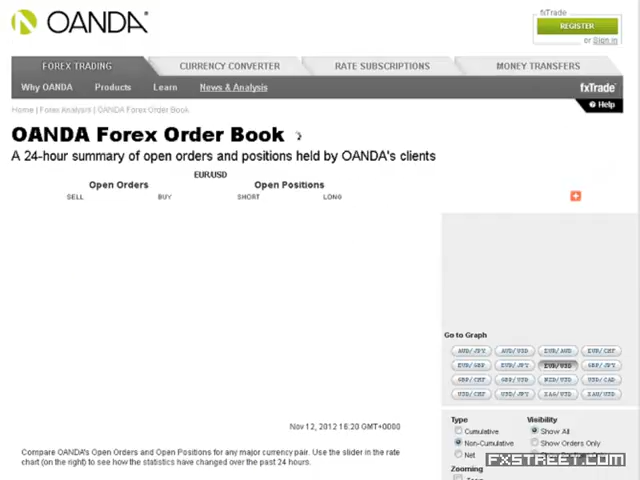 OANDA
fxTrade
REGISTER
or Sign in
FOREX TRADING CURRENCY CONVERTER RATE SUBSCRIPTIONS MONEY TRANSFERS
Why OANDA Products Learn News & Analysis fxTrade
Help
Home | Forex Analysis | OANDA Forex Order Book
OANDA Forex Order Book
A 24-hour summary of open orders and positions held by OANDA's clients
EUR/USD
Open Orders Open Positions
SELL BUY SHORT LONG
Go to Graph
AUD/JPY AUD/USD EUR/AUD EUR/CHF
EUR/GBP EUR/JPY EUR/USD GBP/JPY
GBP/CHF GBP/USD NZD/USD USD/CAD
USD/CHF USD/JPY XAG/USD XAU/USD
Nov 12, 2012 16:20 GMT+0000
Type Visibility
Cumulative Show All
Non-Cumulative Show Orders Only
Net
Compare OANDA's Open Orders and Open Positions for any major currency pair. Use the slider in the rate
chart (on the right) to see how the statistics have changed over the past 24 hours.
FXSTREET.COM
Zooming